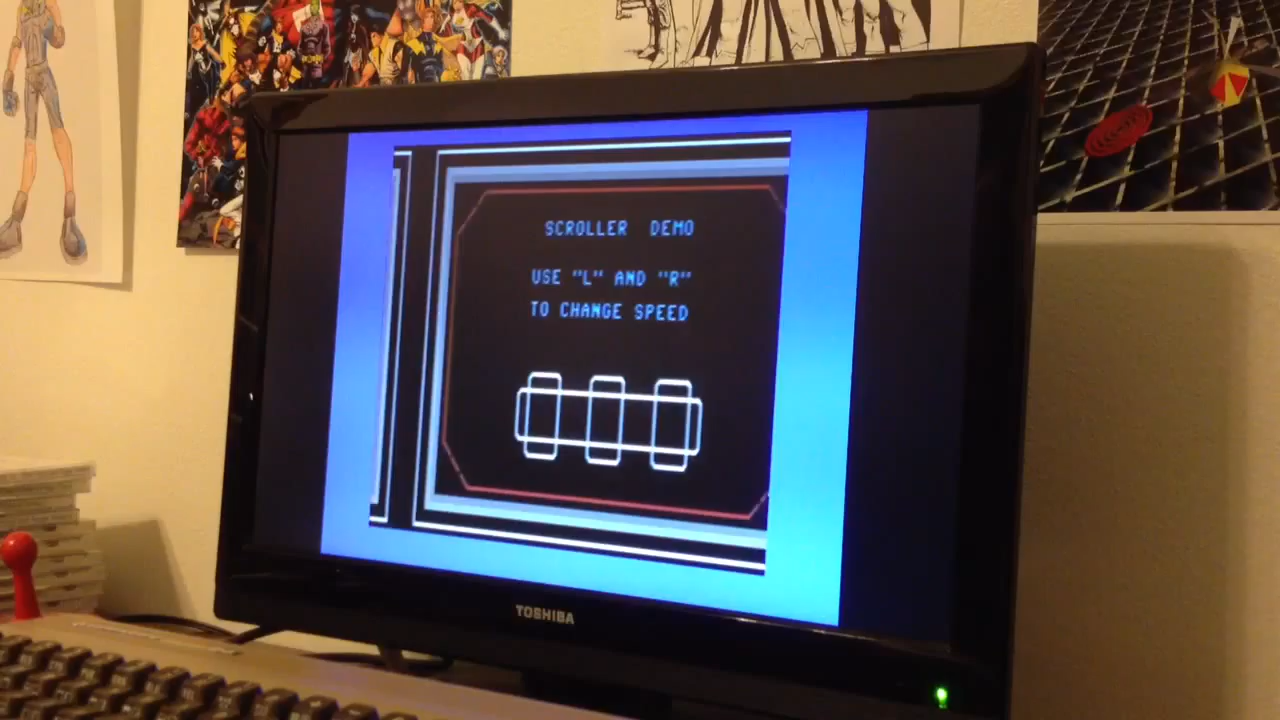 SCROLLER DEMO
USE "L" AND "R"
TO CHANGE SPEED
TOSHIBA